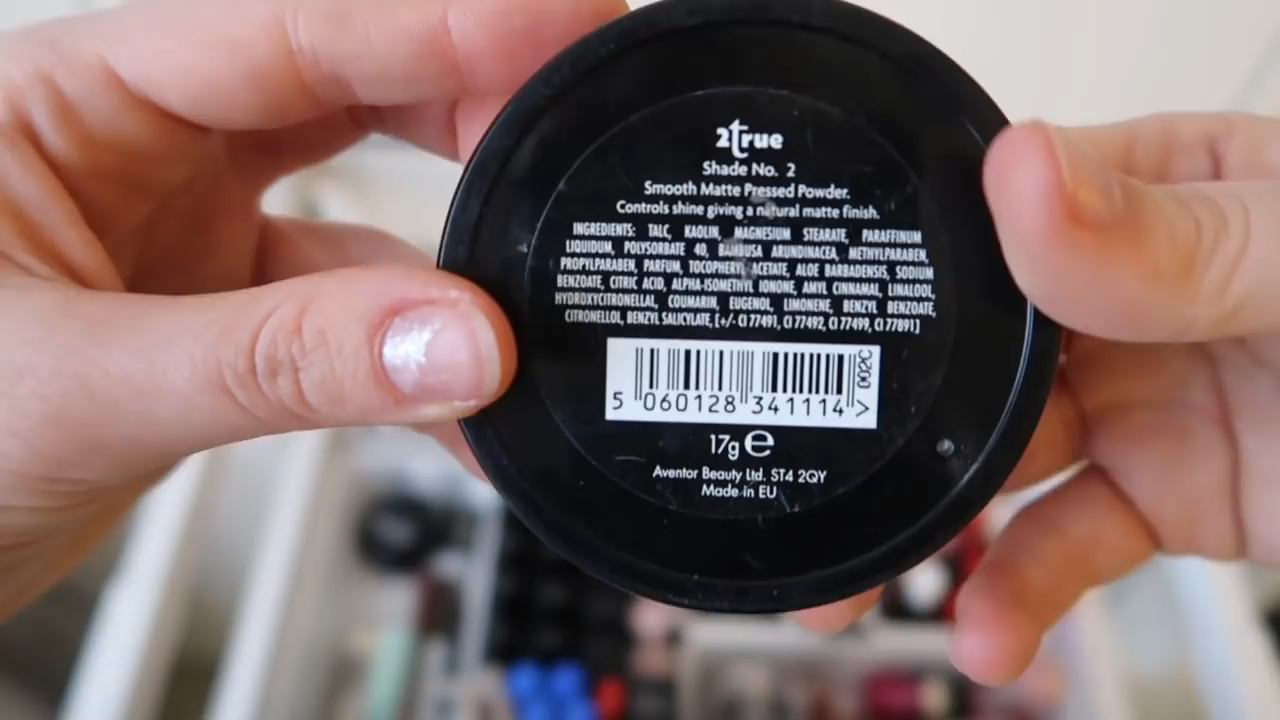 2true
Shade No. 2
Smooth Matte Pressed Powder.
Controls shine giving a natural matte finish.
INGREDIENTS: TALC, KAOLIN, MAGNESIUM STEARATE, PARAFFINUM
LIQUIDUM, POLYSORBATE 40, BAMBUSA ARUNDINACEA, METHYLPARABEN,
PROPYLPARABEN, PARFUM, TOCOPHERYL ACETATE, ALOE BARBADENSIS, SODIUM
BENZOATE, CITRIC ACID, ALPHA-ISOMETHYL IONONE, AMYL CINNAMAL, LINALOOL,
HYDROXYCITRONELLAL, COUMARIN, EUGENOL, LIMONENE, BENZYL BENZOATE,
CITRONELLOL, BENZYL SALICYLATE, [+/- CI 77491, CI 77492, CI 77499, CI 77891]
002C
5 060128 341114 >
17g e
Aventor Beauty Ltd. ST4 2QY
Made in EU